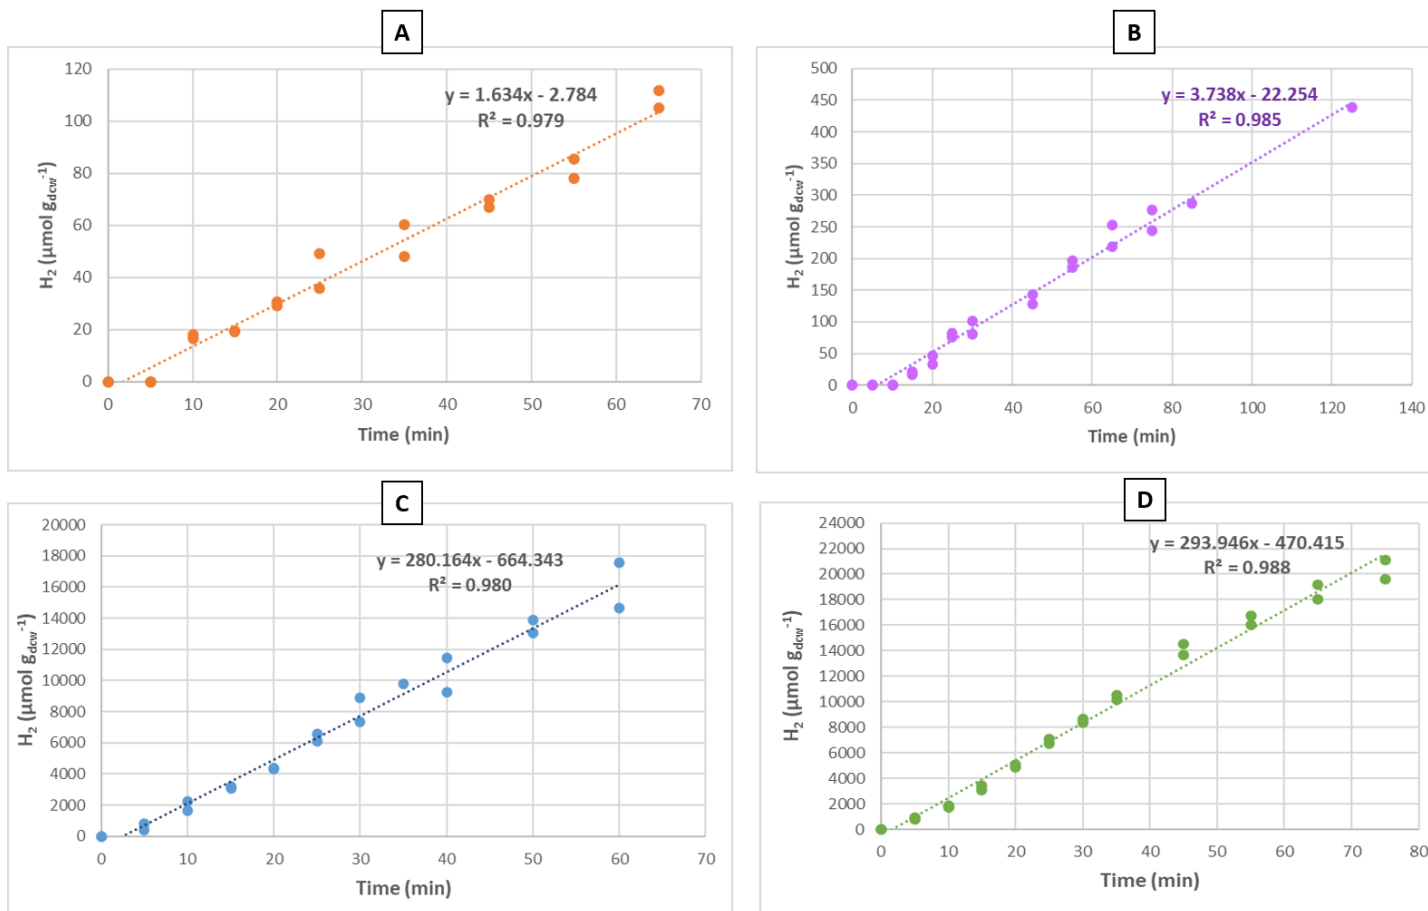 A
120
100
80
60
40
20
0
H₂ (µmol g_dcw⁻¹)
y = 1.634x - 2.784
R² = 0.979
0 10 20 30 40 50 60 70
Time (min)
B
500
450
400
350
300
250
200
150
100
50
0
H₂ (µmol g_dcw⁻¹)
y = 3.738x - 22.254
R² = 0.985
0 20 40 60 80 100 120 140
Time (min)
C
20000
18000
16000
14000
12000
10000
8000
6000
4000
2000
0
H₂ (µmol g_dcw⁻¹)
y = 280.164x - 664.343
R² = 0.980
0 10 20 30 40 50 60 70
Time (min)
D
24000
22000
20000
18000
16000
14000
12000
10000
8000
6000
4000
2000
0
H₂ (µmol g_dcw⁻¹)
y = 293.946x - 470.415
R² = 0.988
0 10 20 30 40 50 60 70 80
Time (min)